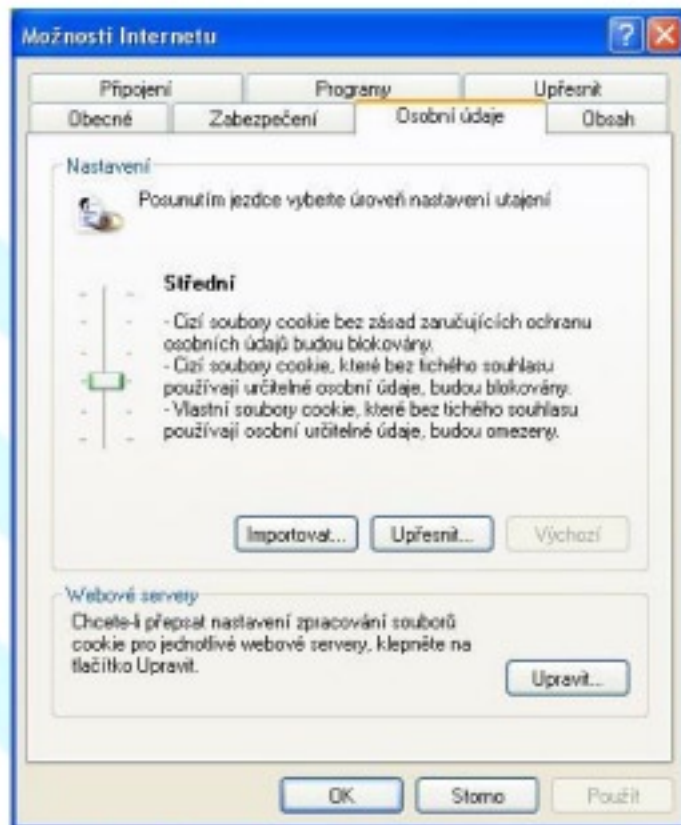 Možnosti Internetu
Připojení Programy Upřesnit
Obecné Zabezpečení Osobní údaje Obsah
Nastavení
Posunutím jezdce vyberte úroveň nastavení utajení
Střední
- Cizí soubory cookie bez zásad zaručujících ochranu
osobních údajů budou blokovány.
- Cizí soubory cookie, které bez tichého souhlasu
používají určitelné osobní údaje, budou blokovány.
- Vlastní soubory cookie, které bez tichého souhlasu
používají osobní určitelné údaje, budou omezeny.
Importovat... Upřesnit... Výchozí
Webové servery
Chcete-li přepsat nastavení zpracování souborů
cookie pro jednotlivé webové servery, klepněte na
tlačítko Upravit.
Upravit...
OK Storno Použít